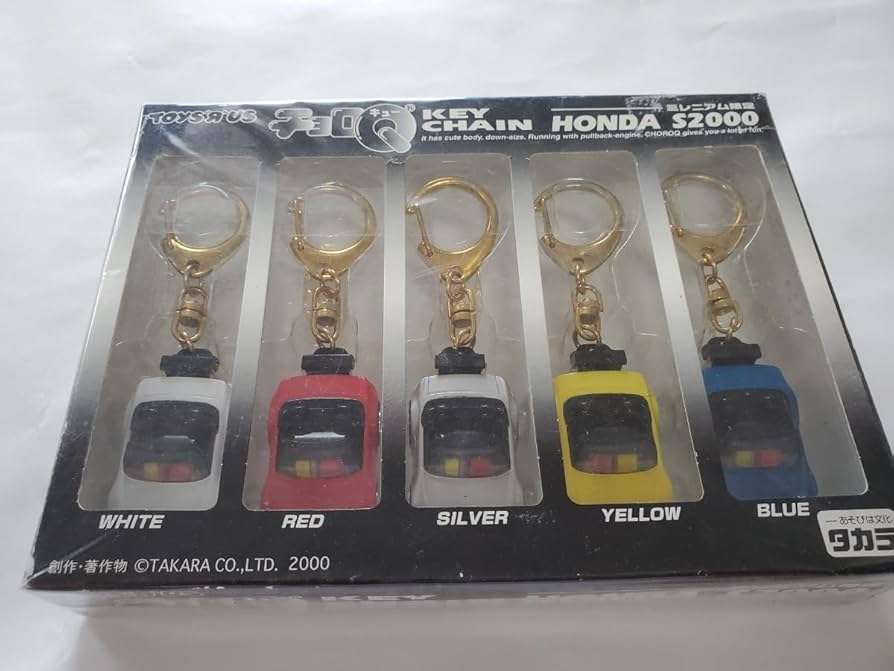 TOYS"R"US
チョロQ® キュー
KEY CHAIN
HONDA S2000
ミレニアム限定
It has cute body, down-size. Running with pullback-engine, CHOROQ gives you a lot of fun.
WHITE
RED
SILVER
YELLOW
BLUE
あそびは文化
タカラ
創作・著作物 ©TAKARA CO.,LTD. 2000
KEY